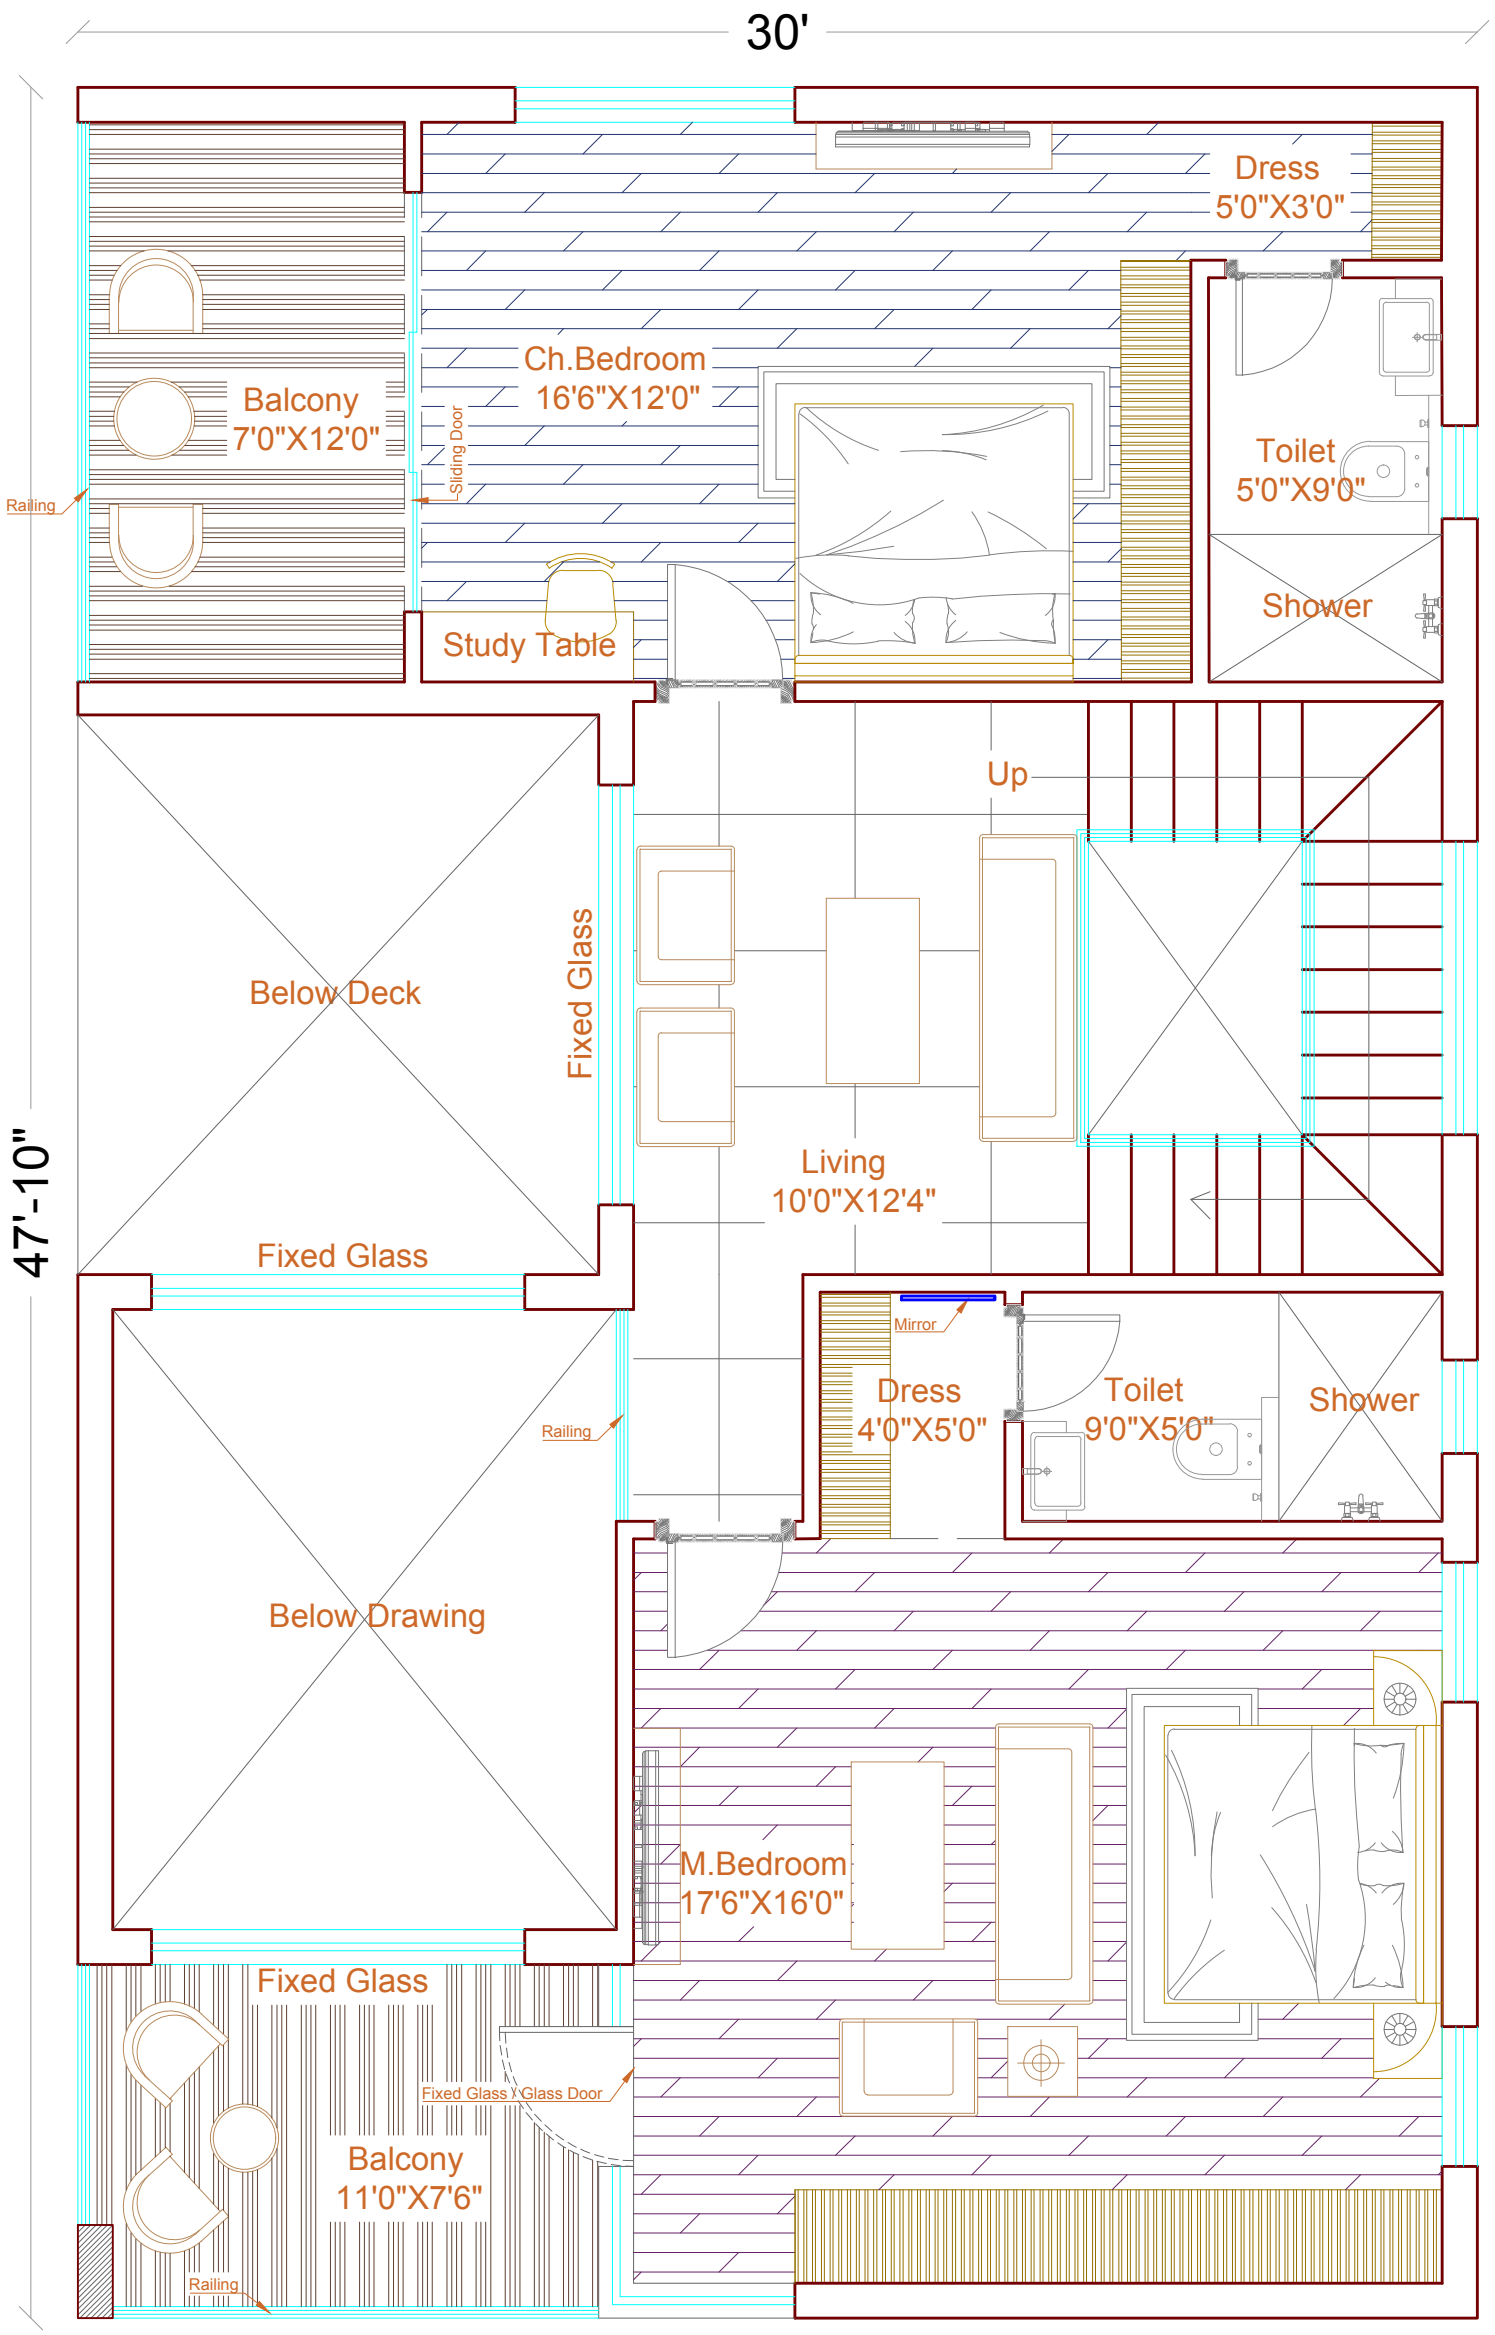 30'
47'-10"
Dress
5'0"X3'0"
Ch.Bedroom
16'6"X12'0"
Balcony
7'0"X12'0"
Sliding Door
Railing
Toilet
5'0"X9'0"
Shower
Study Table
Up
Below Deck
Fixed Glass
Living
10'0"X12'4"
Fixed Glass
Mirror
Dress
4'0"X5'0"
Toilet
9'0"X5'0"
Shower
Railing
Below Drawing
M.Bedroom
17'6"X16'0"
Fixed Glass
Fixed Glass / Glass Door
Balcony
11'0"X7'6"
Railing